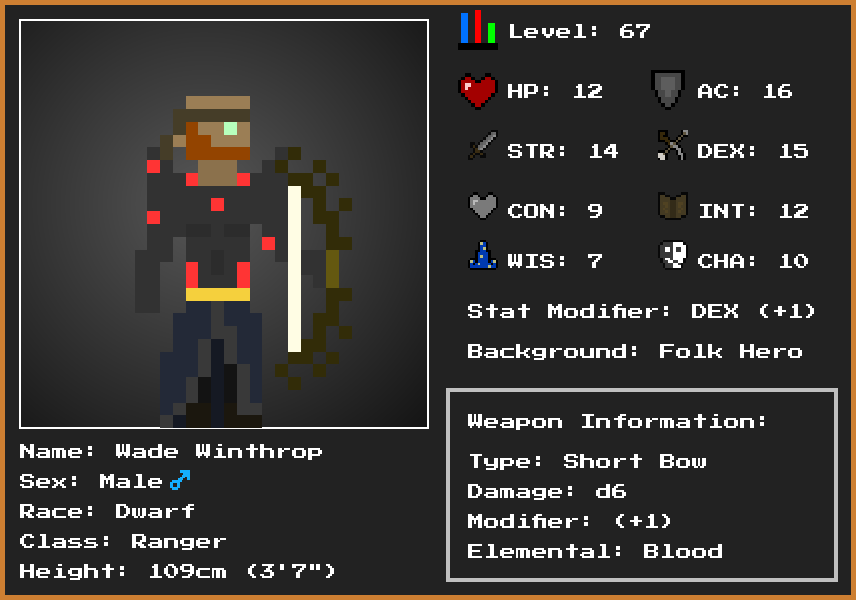 Level: 67
HP: 12
AC: 16
STR: 14
DEX: 15
CON: 9
INT: 12
WIS: 7
CHA: 10
Stat Modifier: DEX (+1)
Background: Folk Hero
Weapon Information:
Type: Short Bow
Damage: d6
Modifier: (+1)
Elemental: Blood
Name: Wade Winthrop
Sex: Male ♂
Race: Dwarf
Class: Ranger
Height: 109cm (3'7")